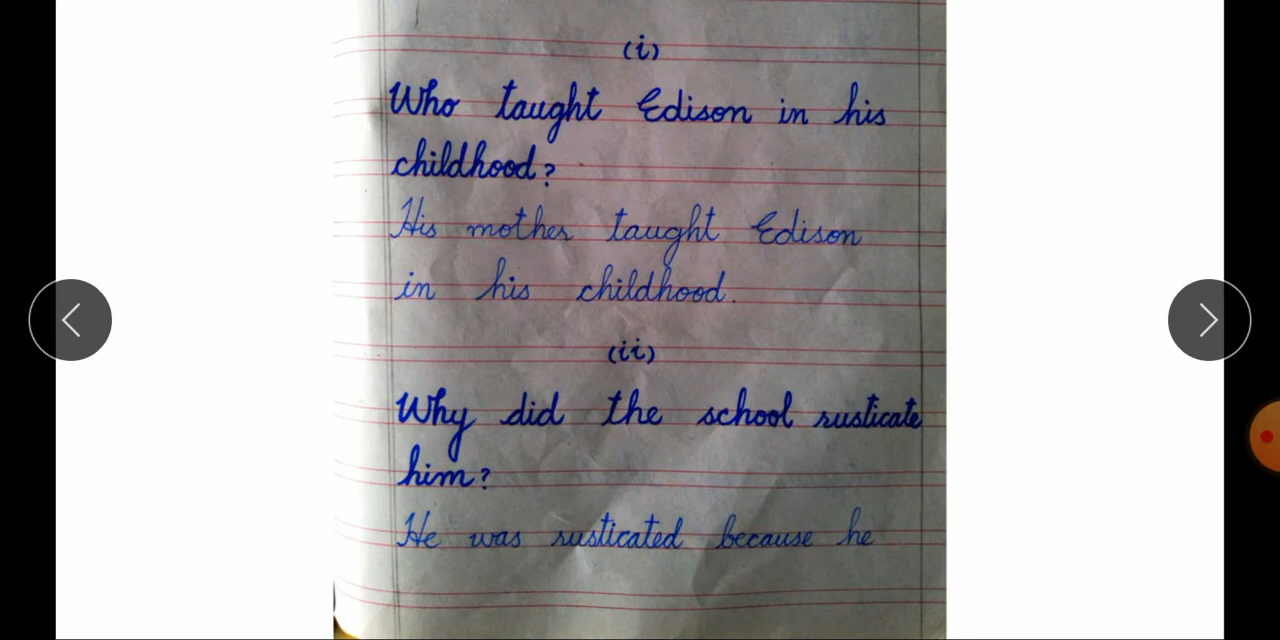 (i)
Who taught Edison in his
childhood?
His mother taught Edison
in his childhood.
(ii)
Why did the school rusticate
him?
He was rusticated because he